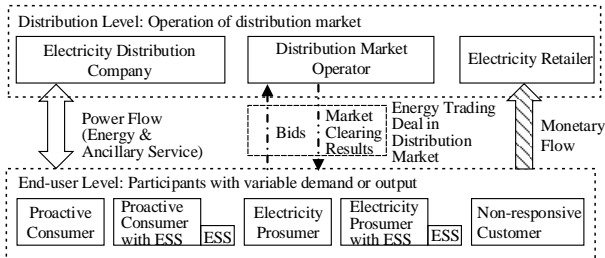 Distribution Level: Operation of distribution market
Electricity Distribution
Company
Distribution Market
Operator
Electricity Retailer
Power Flow
(Energy &
Ancillary Service)
Bids
Market
Clearing
Results
Energy Trading
Deal in
Distribution
Market
Monetary
Flow
End-user Level: Participants with variable demand or output
Proactive
Consumer
Proactive
Consumer
with ESS
ESS
Electricity
Prosumer
Electricity
Prosumer
with ESS
ESS
Non-responsive
Customer